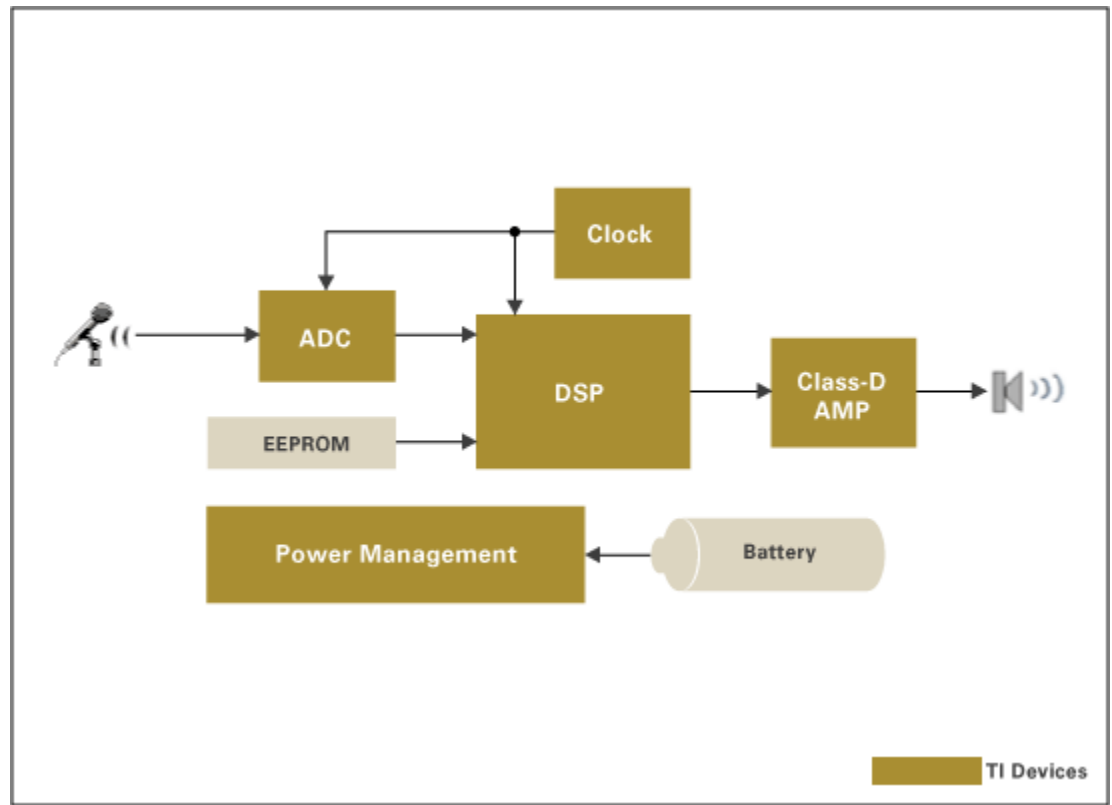 Clock
ADC
DSP
Class-D
AMP
EEPROM
Power Management
Battery
TI Devices